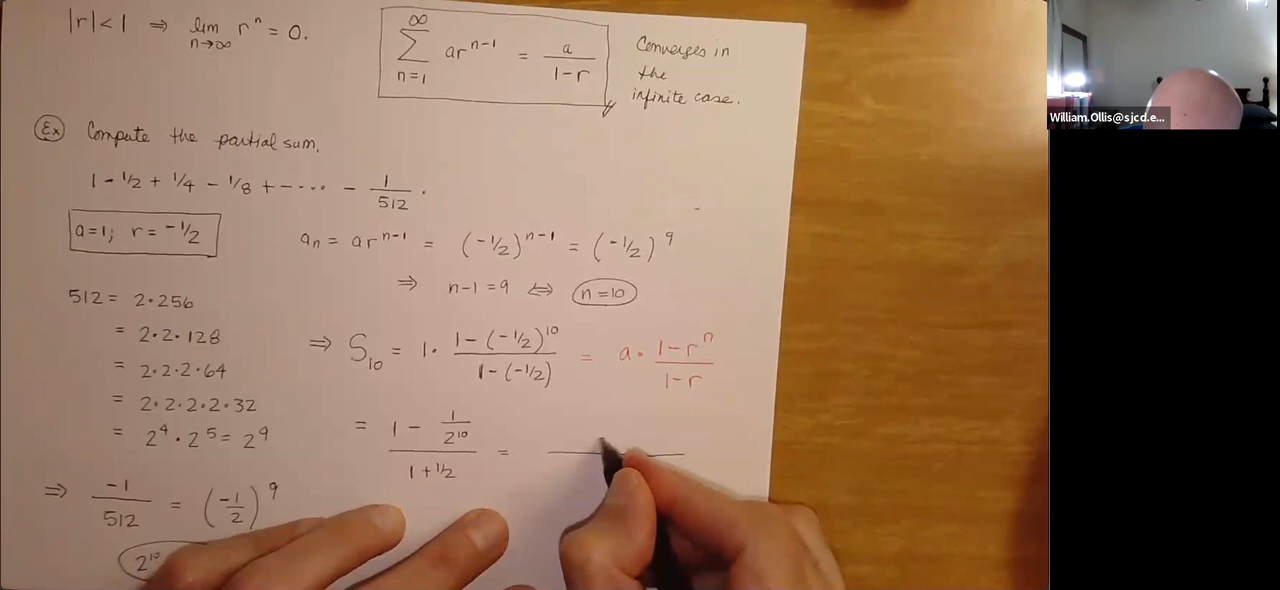 |r| < 1 ⇒ lim n→∞ r^n = 0.
∞ ∑ n=1 ar^(n-1) = a/(1-r)
Converges in
the
infinite case.
Ex Compute the partial sum.
1 - 1/2 + 1/4 - 1/8 + ----... - 1/512 .
a=1; r = -1/2
a_n = ar^(n-1) = (-1/2)^(n-1) = (-1/2)^9
⇒ n-1 = 9 ⇔ n=10
512 = 2·256
= 2·2·128
= 2·2·2·64
= 2·2·2·2·32
= 2^4 · 2^5 = 2^9
⇒ -1/512 = (-1/2)^9
2^10
⇒ S_10 = 1· (1-(-1/2)^10)/(1-(-1/2)) = a· (1-r^n)/(1-r)
= (1 - 1/2^10)/(1+1/2) =
William.Ollis@sjcd.e...